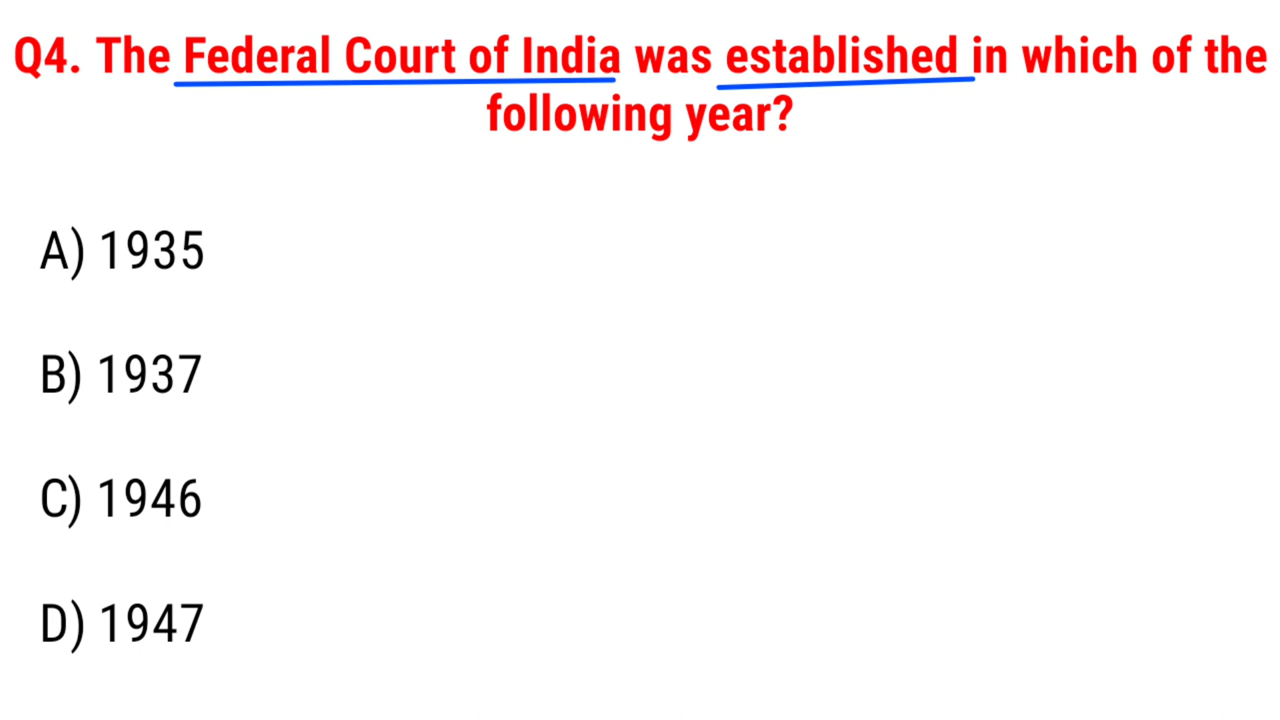 Q4. The Federal Court of India was established in which of the
following year?
A) 1935
B) 1937
C) 1946
D) 1947